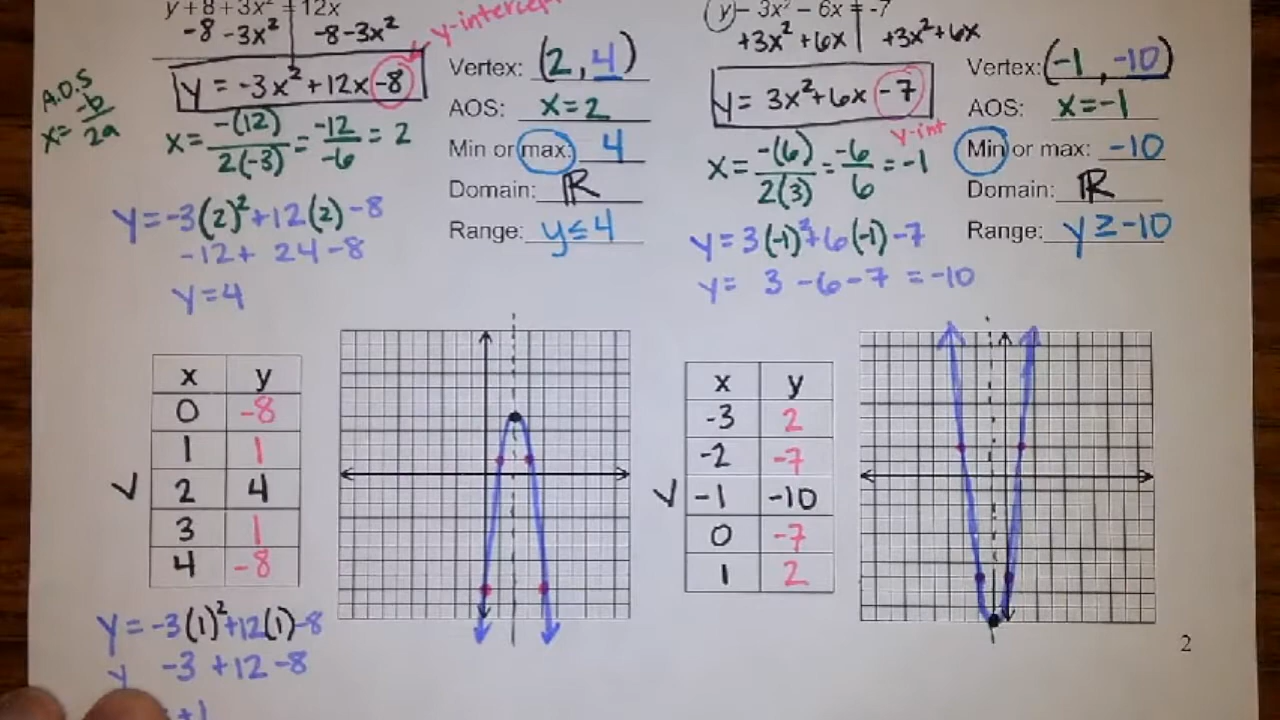 y + 8 + 3x² = 12x
-8 -3x² -8 -3x²
y-intercept
y = -3x² + 12x -8
A.O.S
x = -b/2a
x = -(12)/2(-3) = -12/-6 = 2
y = -3(2)² + 12(2) - 8
-12 + 24 - 8
y = 4
Vertex: (2, 4)
AOS: x = 2
Min or max: 4
Domain: ℝ
Range: y ≤ 4
x y
0 -8
1 1
V 2 4
3 1
4 -8
y = -3(1)² + 12(1) - 8
y -3 + 12 - 8
+1
y - 3x² - 6x = -7
+3x² + 6x +3x² + 6x
y = 3x² + 6x - 7
y-int
x = -(6)/2(3) = -6/6 = -1
y = 3(-1)² + 6(-1) - 7
y = 3 - 6 - 7 = -10
Vertex: (-1, -10)
AOS: x = -1
Min or max: -10
Domain: ℝ
Range: y ≥ -10
x y
-3 2
-2 -7
V -1 -10
0 -7
1 2
2